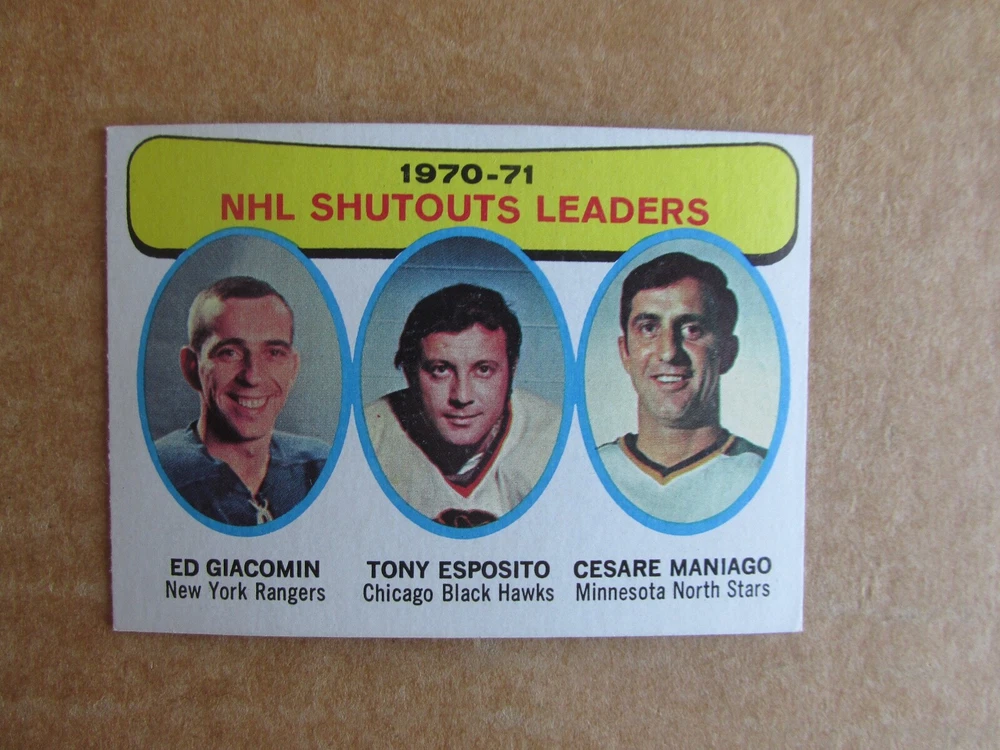 1970-71
NHL SHUTOUTS LEADERS
ED GIACOMIN TONY ESPOSITO CESARE MANIAGO
New York Rangers Chicago Black Hawks Minnesota North Stars